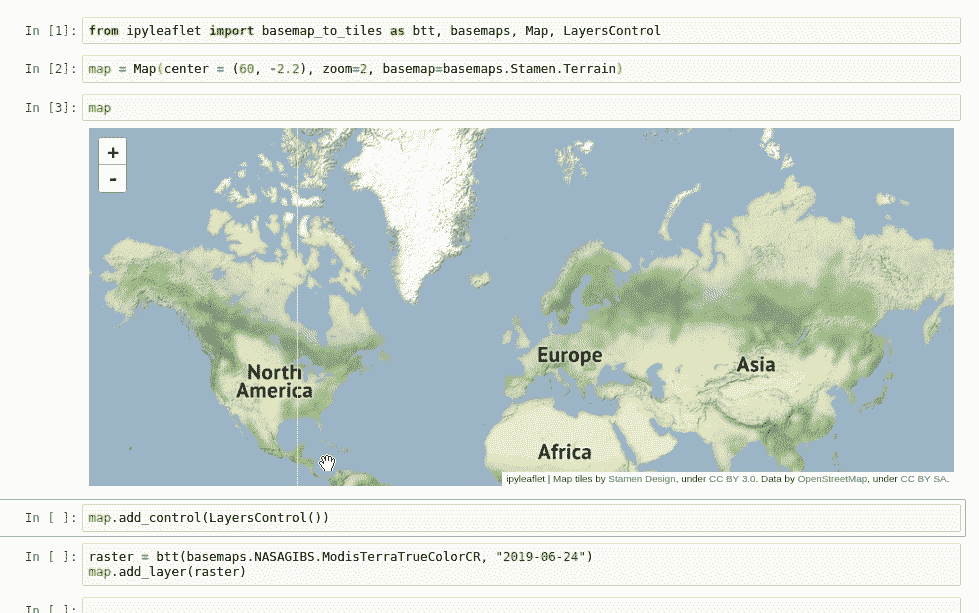 In [1]: from ipyleaflet import basemap_to_tiles as btt, basemaps, Map, LayersControl
In [2]: map = Map(center = (60, -2.2), zoom=2, basemap=basemaps.Stamen.Terrain)
In [3]: map
+
-
Europe
Asia
North
America
Africa
ipyleaflet | Map tiles by Stamen Design, under CC BY 3.0. Data by OpenStreetMap, under CC BY SA.
In [ ]: map.add_control(LayersControl())
In [ ]: raster = btt(basemaps.NASAGIBS.ModisTerraTrueColorCR, "2019-06-24")
map.add_layer(raster)
In [ ]: